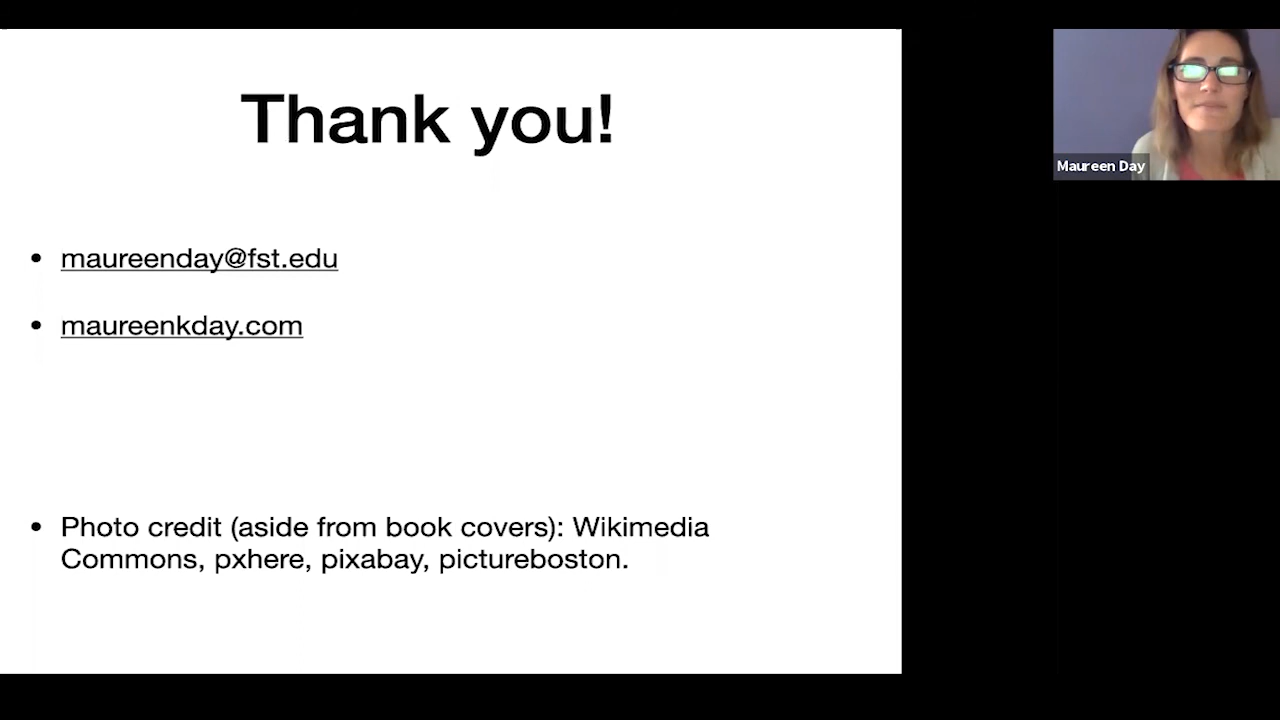 Thank you!
Maureen Day
• maureenday@fst.edu
• maureenkday.com
• Photo credit (aside from book covers): Wikimedia
Commons, pxhere, pixabay, pictureboston.